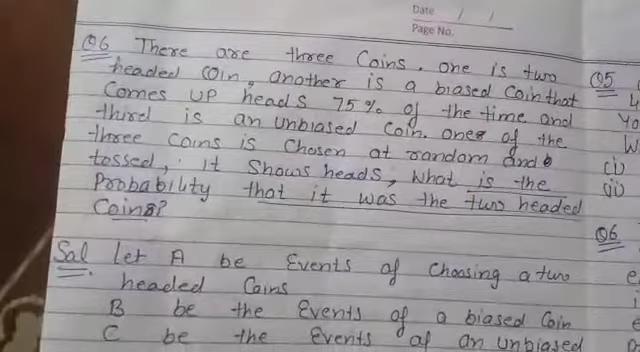 Date / /
Page No.
Q6 There are three Coins. One is two
headed coin, another is a biased Coin that
Comes UP heads 75% of the time and
third is an unbiased Coin. one of the
three Coins is Chosen at random and
tossed, it Shows heads, What is the
Probability that it was the two headed
Coins?
Sol Let A be Events of Choosing a two
headed Coins
B be the Events of a biased Coin
C be the Events of an unbiased
Q5
Yo
W
(i)
(ii)
Q6